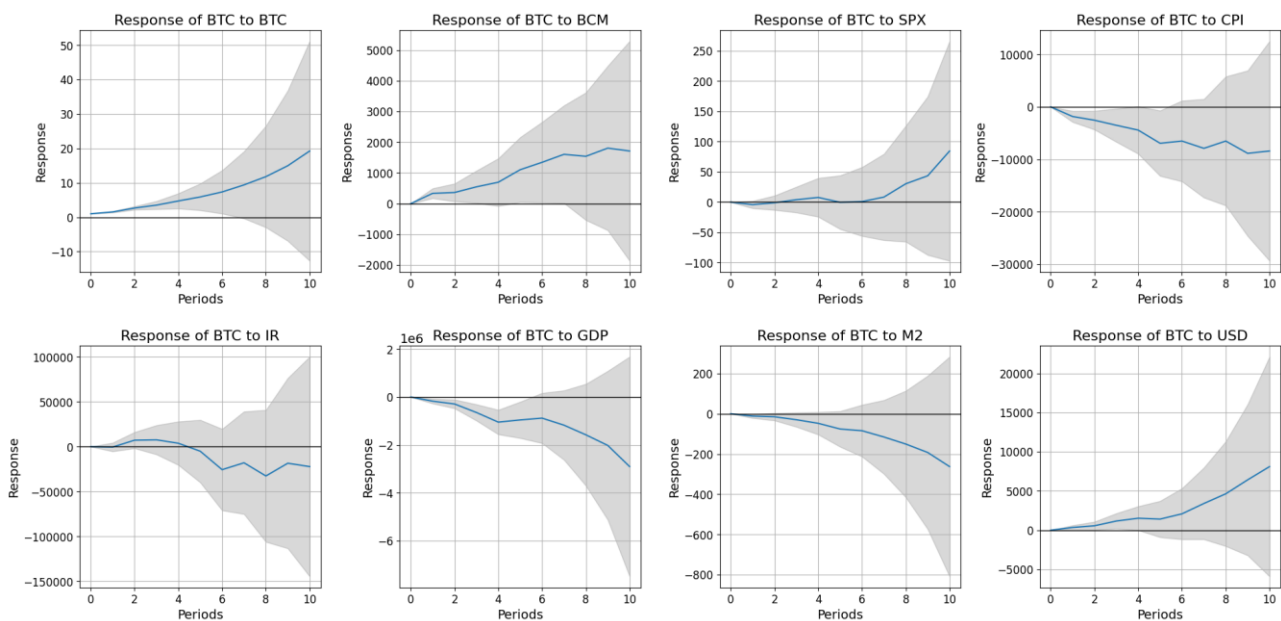 Response of BTC to BTC
50
40
30
20
10
0
−10
Response
0 2 4 6 8 10
Periods
Response of BTC to BCM
5000
4000
3000
2000
1000
0
−1000
−2000
Response
0 2 4 6 8 10
Periods
Response of BTC to SPX
250
200
150
100
50
0
−50
−100
Response
0 2 4 6 8 10
Periods
Response of BTC to CPI
10000
0
−10000
−20000
−30000
Response
0 2 4 6 8 10
Periods
Response of BTC to IR
100000
50000
0
−50000
−100000
−150000
Response
0 2 4 6 8 10
Periods
Response of BTC to GDP
1e6
2
0
−2
−4
−6
Response
0 2 4 6 8 10
Periods
Response of BTC to M2
200
0
−200
−400
−600
−800
Response
0 2 4 6 8 10
Periods
Response of BTC to USD
20000
15000
10000
5000
0
−5000
Response
0 2 4 6 8 10
Periods